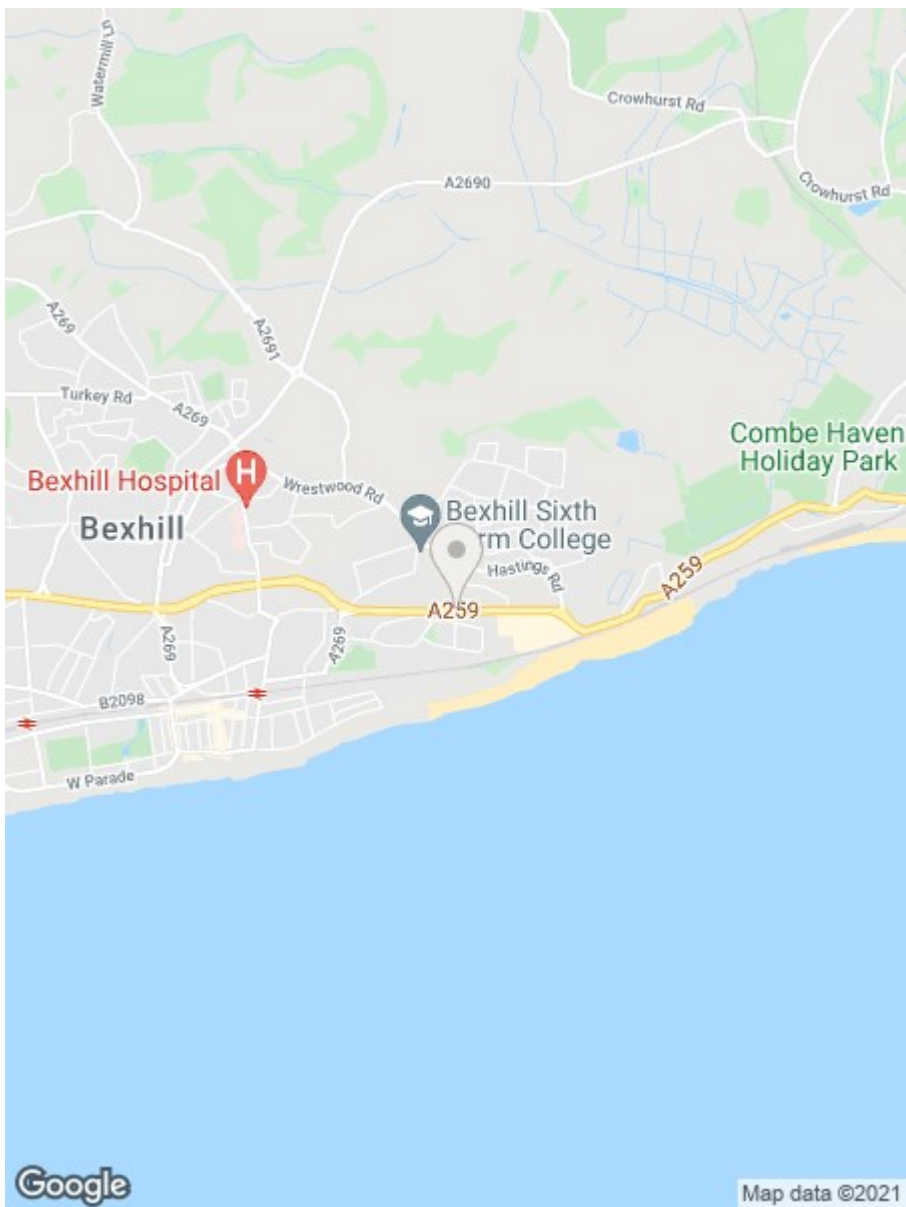 Watermill Ln
Crowhurst Rd
A2690
Crowhurst Rd
A269
A2691
Turkey Rd
A269
Combe Haven
Holiday Park
Bexhill Hospital
H
Wrestwood Rd
Bexhill Sixth
rm College
Bexhill
Hastings Rd
A259
A259
A269
A269
B2098
W Parade
Google
Map data ©2021